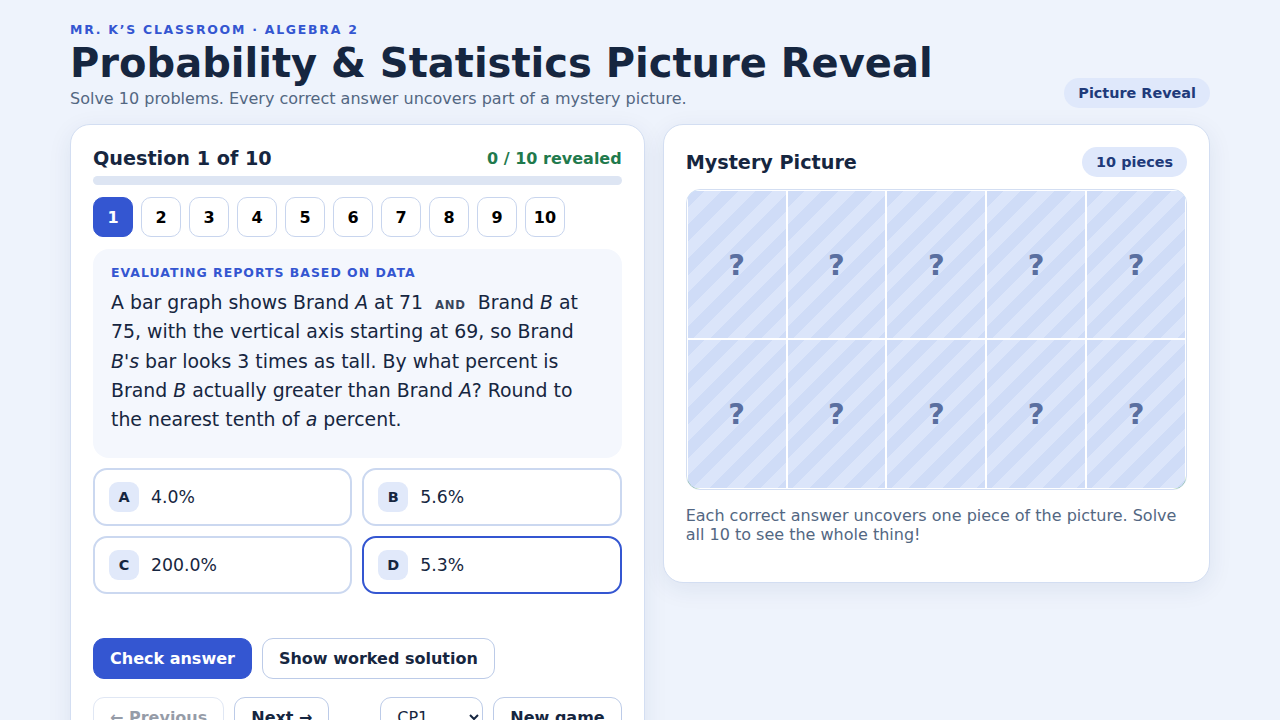 MR. K’S CLASSROOM · ALGEBRA 2
Probability & Statistics Picture Reveal
Solve 10 problems. Every correct answer uncovers part of a mystery picture.
Picture Reveal
Question 1 of 10
0 / 10 revealed
1 2 3 4 5 6 7 8 9 10
EVALUATING REPORTS BASED ON DATA
A bar graph shows Brand A at 71 AND Brand B at
75, with the vertical axis starting at 69, so Brand
B's bar looks 3 times as tall. By what percent is
Brand B actually greater than Brand A? Round to
the nearest tenth of a percent.
A 4.0%
B 5.6%
C 200.0%
D 5.3%
Check answer
Show worked solution
← Previous
Next →
CP1
New game
Mystery Picture
10 pieces
? ? ? ? ?
? ? ? ? ?
Each correct answer uncovers one piece of the picture. Solve
all 10 to see the whole thing!